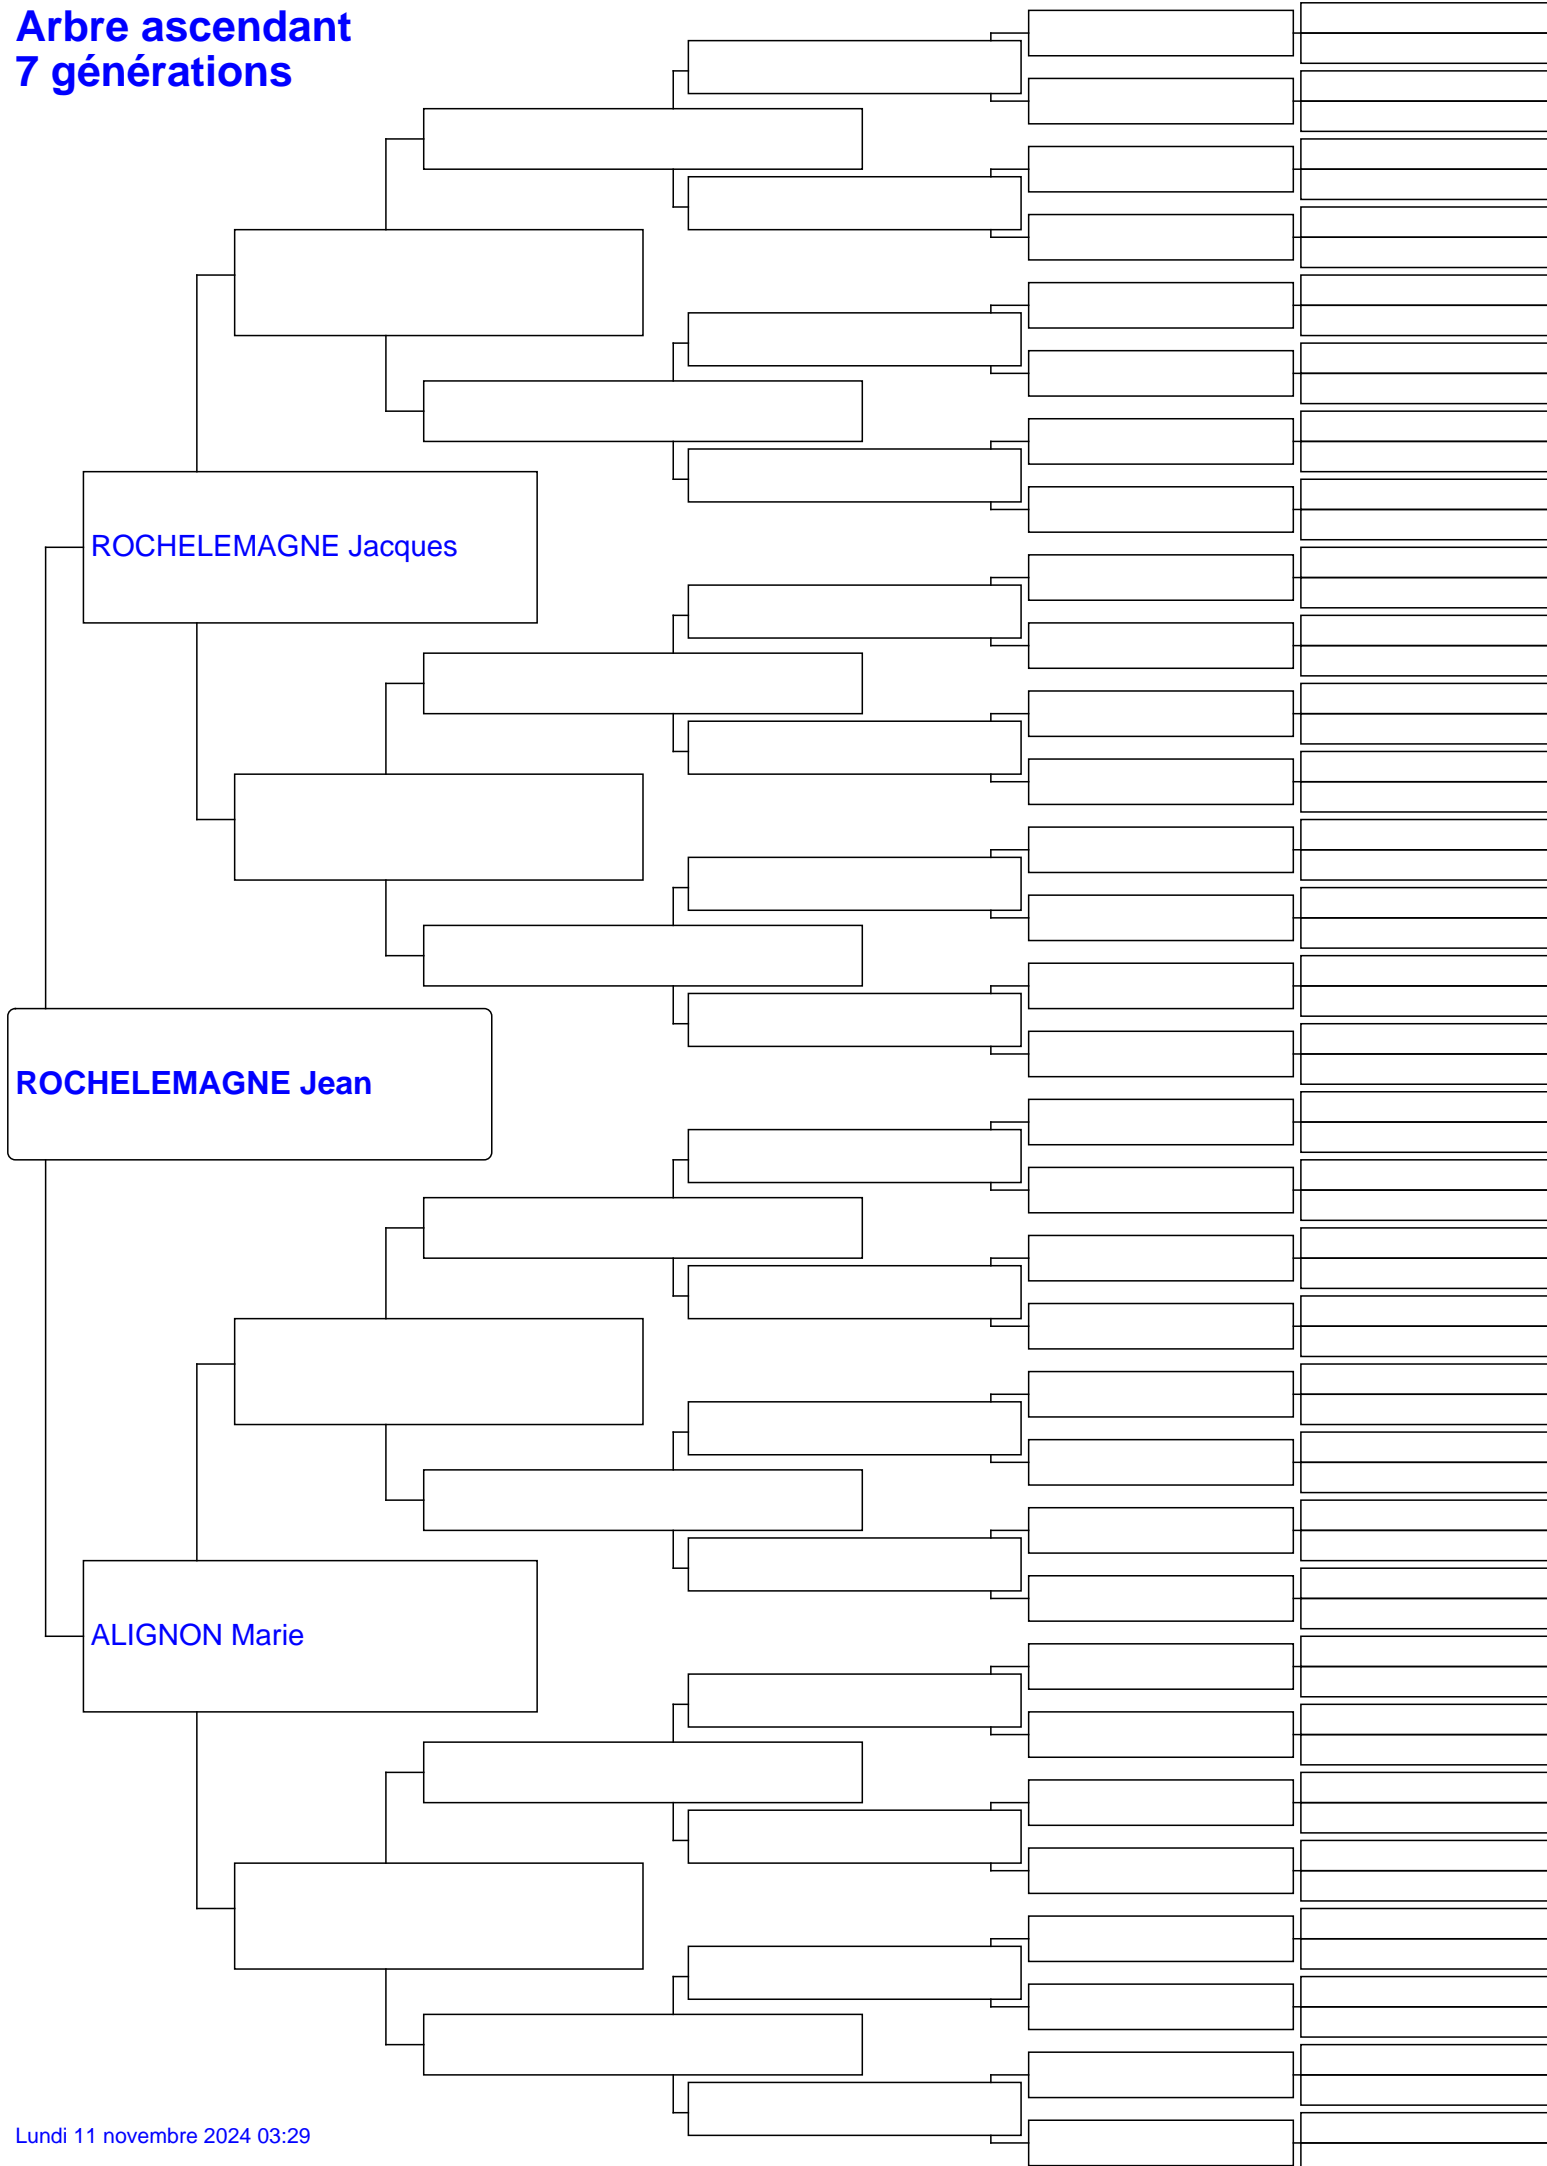 Arbre ascendant
7 générations
ROCHELEMAGNE Jacques
ROCHELEMAGNE Jean
ALIGNON Marie
Lundi 11 novembre 2024 03:29